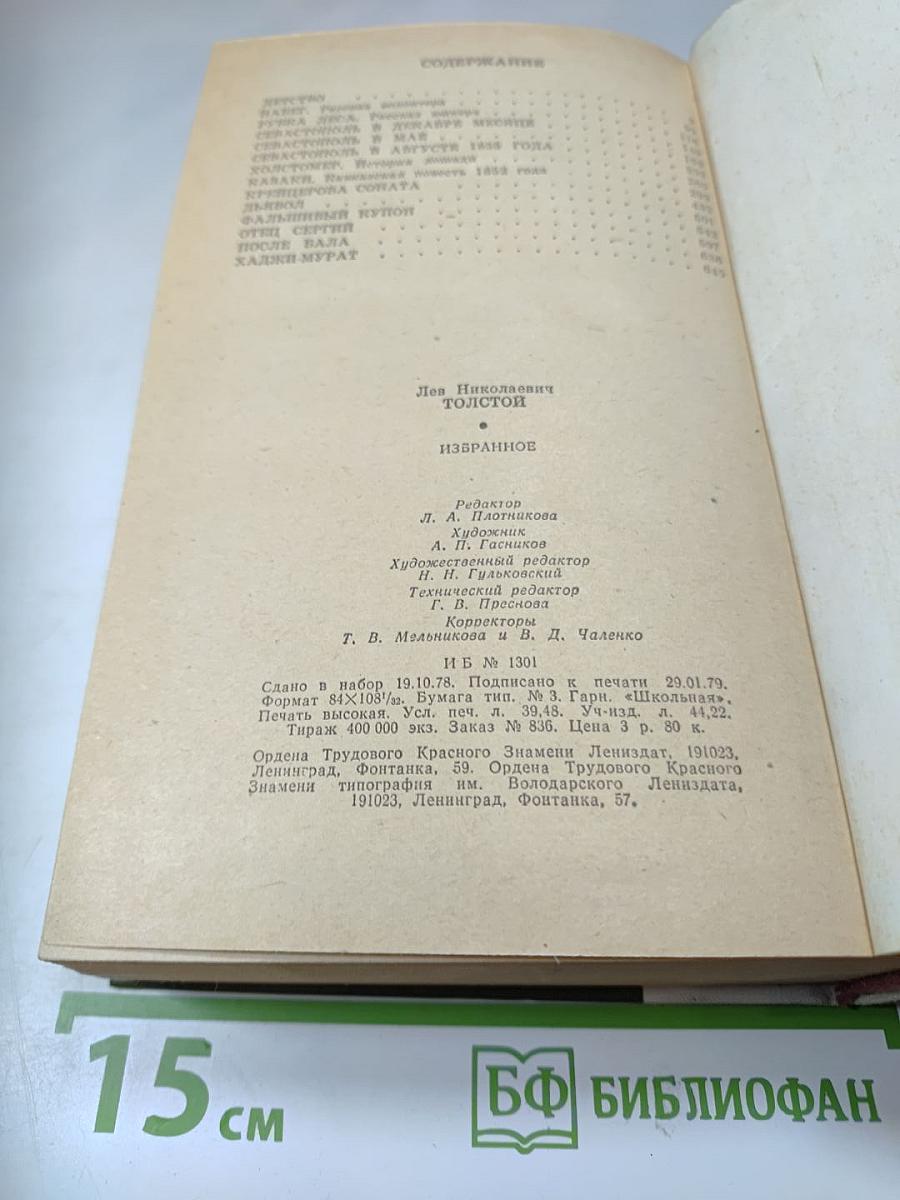 СОДЕРЖАНИЕ
ДЕТСТВО
НАБЕГ. Рассказ волонтера
РУБКА ЛЕСА. Рассказ юнкера
СЕВАСТОПОЛЬ В ДЕКАБРЕ МЕСЯЦЕ
СЕВАСТОПОЛЬ В МАЕ
СЕВАСТОПОЛЬ В АВГУСТЕ 1855 ГОДА
ХОЛСТОМЕР. История лошади
КАЗАКИ. Кавказская повесть 1852 года
КРЕЙЦЕРОВА СОНАТА
ДЬЯВОЛ
ФАЛЬШИВЫЙ КУПОН
ОТЕЦ СЕРГИЙ
ПОСЛЕ БАЛА
ХАДЖИ-МУРАТ 645
Лев Николаевич
ТОЛСТОЙ
•
ИЗБРАННОЕ
Редактор
Л. А. Плотникова
Художник
А. П. Гасников
Художественный редактор
Н. Н. Гульковский
Технический редактор
Г. В. Преснова
Корректоры
Т. В. Мельникова и В. Д. Чаленко
ИБ № 1301
Сдано в набор 19.10.78. Подписано к печати 29.01.79.
Формат 84×108¹/₃₂. Бумага тип. № 3. Гарн. «Школьная».
Печать высокая. Усл. печ. л. 39,48. Уч-изд. л. 44,22.
Тираж 400 000 экз. Заказ № 836. Цена 3 р. 80 к.
Ордена Трудового Красного Знамени Лениздат, 191023,
Ленинград, Фонтанка, 59. Ордена Трудового Красного
Знамени типография им. Володарского Лениздата,
191023, Ленинград, Фонтанка, 57.
15 см
БФ БИБЛИОФАН